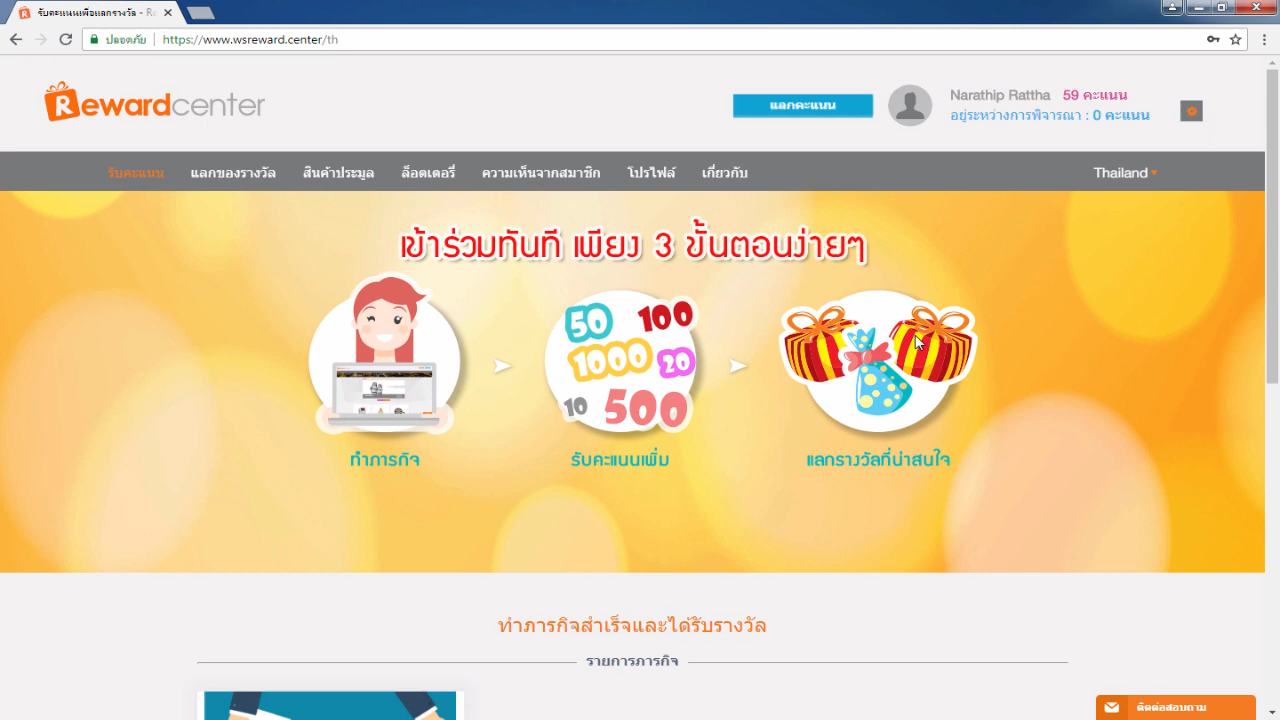 รับคะแนนเพื่อแลกรางวัล - Re
ปลอดภัย
https://www.wsreward.center/th
Rewardcenter
แลกคะแนน
Narathip Rattha 59 คะแนน
อยู่ระหว่างการพิจารณา : 0 คะแนน
รับคะแนน แลกของรางวัล สินค้าประมูล ล็อตเตอรี่ ความเห็นจากสมาชิก โปรไฟล์ เกี่ยวกับ Thailand
เข้าร่วมทันที เพียง 3 ขั้นตอนง่ายๆ
50 100
1000 20
10 500
ทำภารกิจ รับคะแนนเพิ่ม แลกรางวัลที่น่าสนใจ
ทำภารกิจสำเร็จและได้รับรางวัล
รายการภารกิจ
ติดต่อสอบถาม